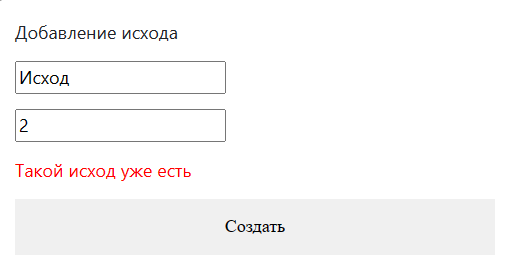 Добавление исхода
Исход
2
Такой исход уже есть
Создать